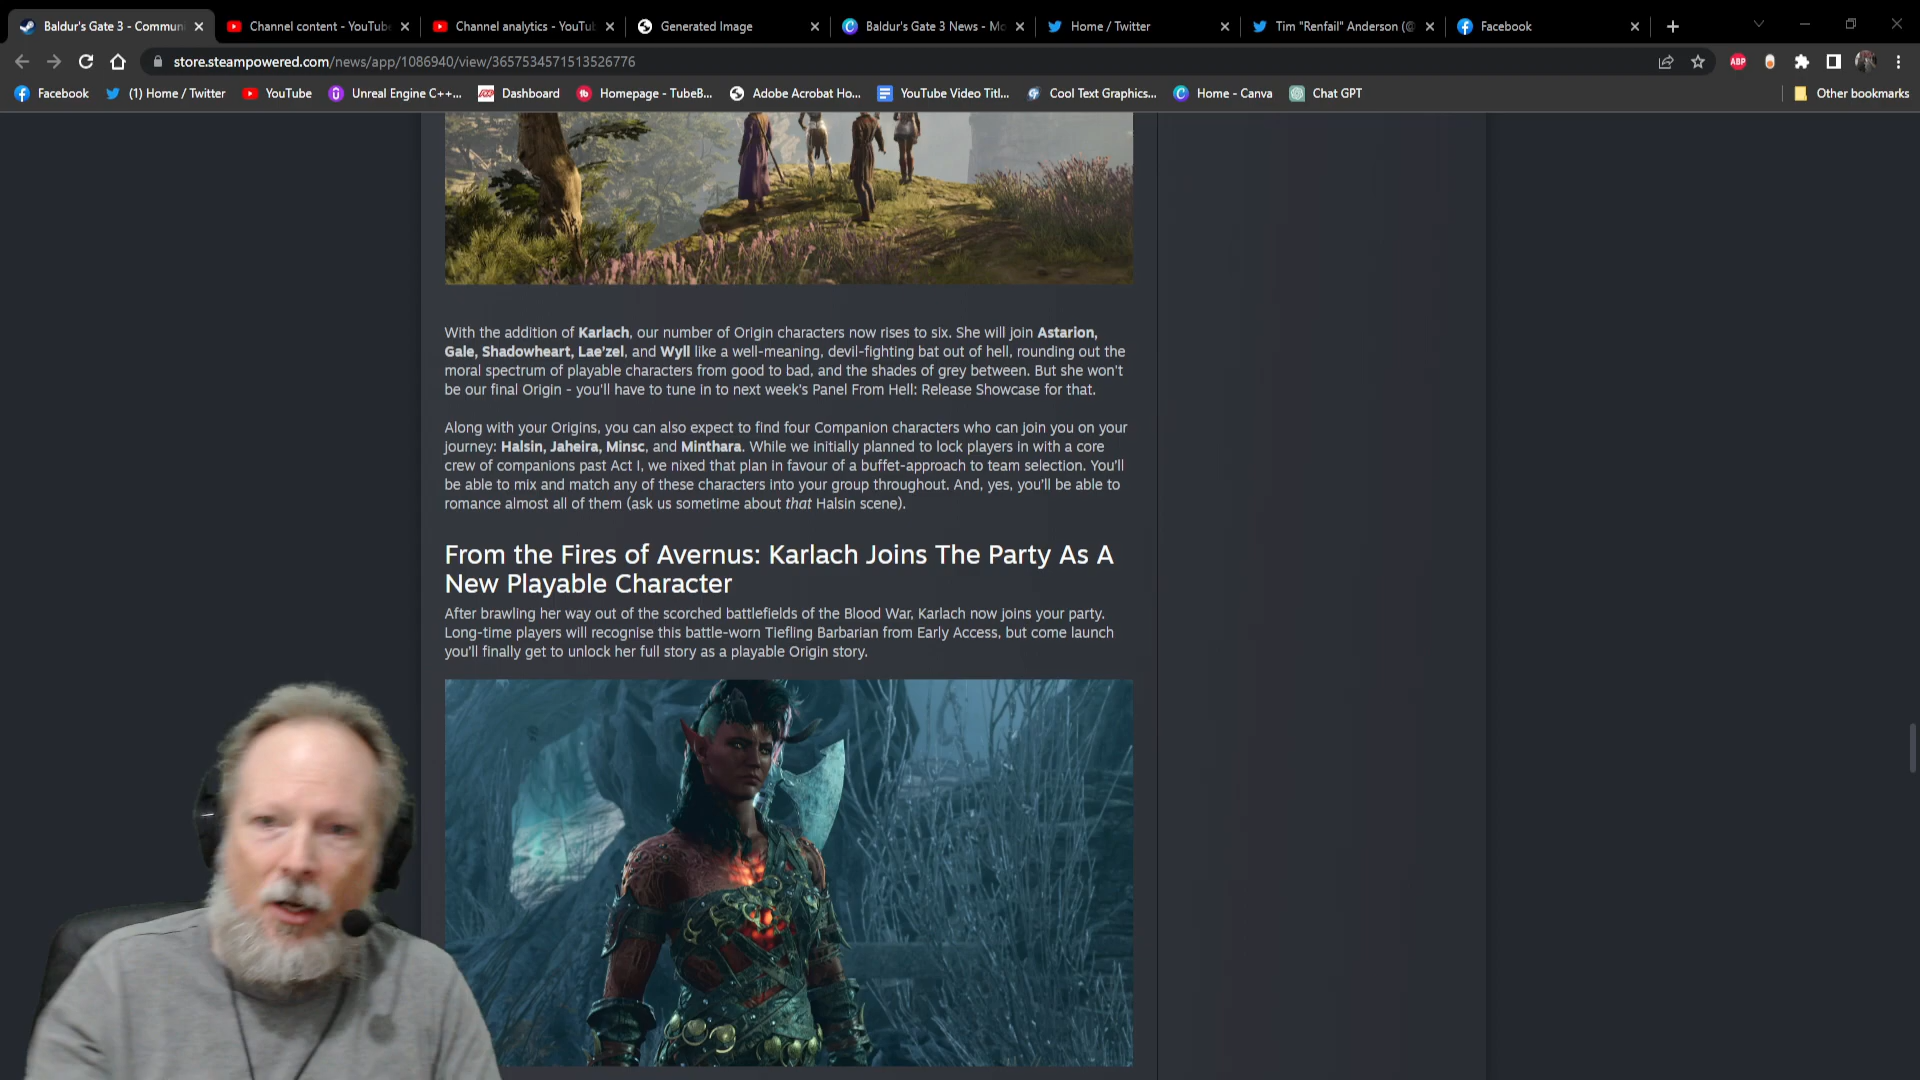 Baldur's Gate 3 - Communi
Channel content - YouTube
Channel analytics - YouTu
Generated Image
Baldur's Gate 3 News - Mo
Home / Twitter
Tim "Renfail" Anderson (@
Facebook
store.steampowered.com/news/app/1086940/view/3657534571513526776
ABP
Facebook
(1) Home / Twitter
YouTube
Unreal Engine C++...
Dashboard
Homepage - TubeB...
Adobe Acrobat Ho...
YouTube Video Titl...
Cool Text Graphics...
Home - Canva
Chat GPT
Other bookmarks
With the addition of Karlach, our number of Origin characters now rises to six. She will join Astarion,
Gale, Shadowheart, Lae'zel, and Wyll like a well-meaning, devil-fighting bat out of hell, rounding out the
moral spectrum of playable characters from good to bad, and the shades of grey between. But she won't
be our final Origin - you'll have to tune in to next week's Panel From Hell: Release Showcase for that.
Along with your Origins, you can also expect to find four Companion characters who can join you on your
journey: Halsin, Jaheira, Minsc, and Minthara. While we initially planned to lock players in with a core
crew of companions past Act I, we nixed that plan in favour of a buffet-approach to team selection. You'll
be able to mix and match any of these characters into your group throughout. And, yes, you'll be able to
romance almost all of them (ask us sometime about that Halsin scene).
From the Fires of Avernus: Karlach Joins The Party As A
New Playable Character
After brawling her way out of the scorched battlefields of the Blood War, Karlach now joins your party.
Long-time players will recognise this battle-worn Tiefling Barbarian from Early Access, but come launch
you'll finally get to unlock her full story as a playable Origin story.